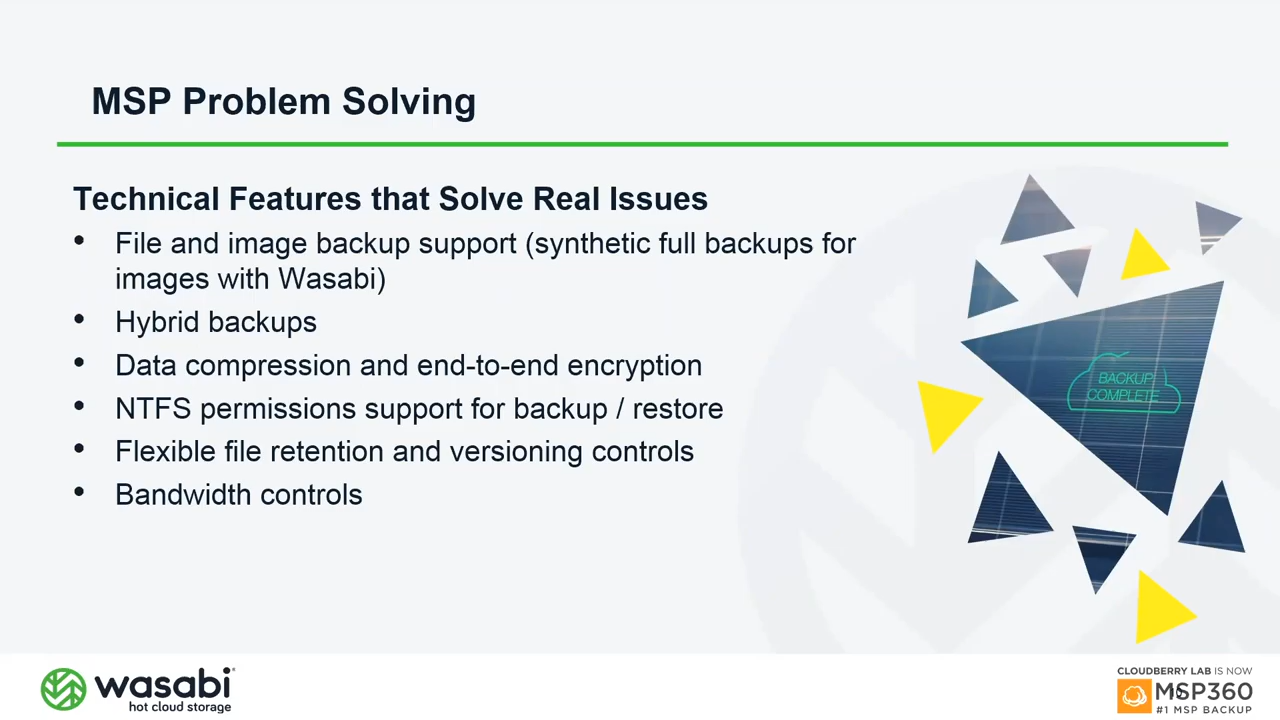 MSP Problem Solving
Technical Features that Solve Real Issues
• File and image backup support (synthetic full backups for
images with Wasabi)
• Hybrid backups
• Data compression and end-to-end encryption
• NTFS permissions support for backup / restore
• Flexible file retention and versioning controls
• Bandwidth controls
BACKUP
COMPLETE
wasabi
hot cloud storage
CLOUDBERRY LAB IS NOW
MSP360
#1 MSP BACKUP